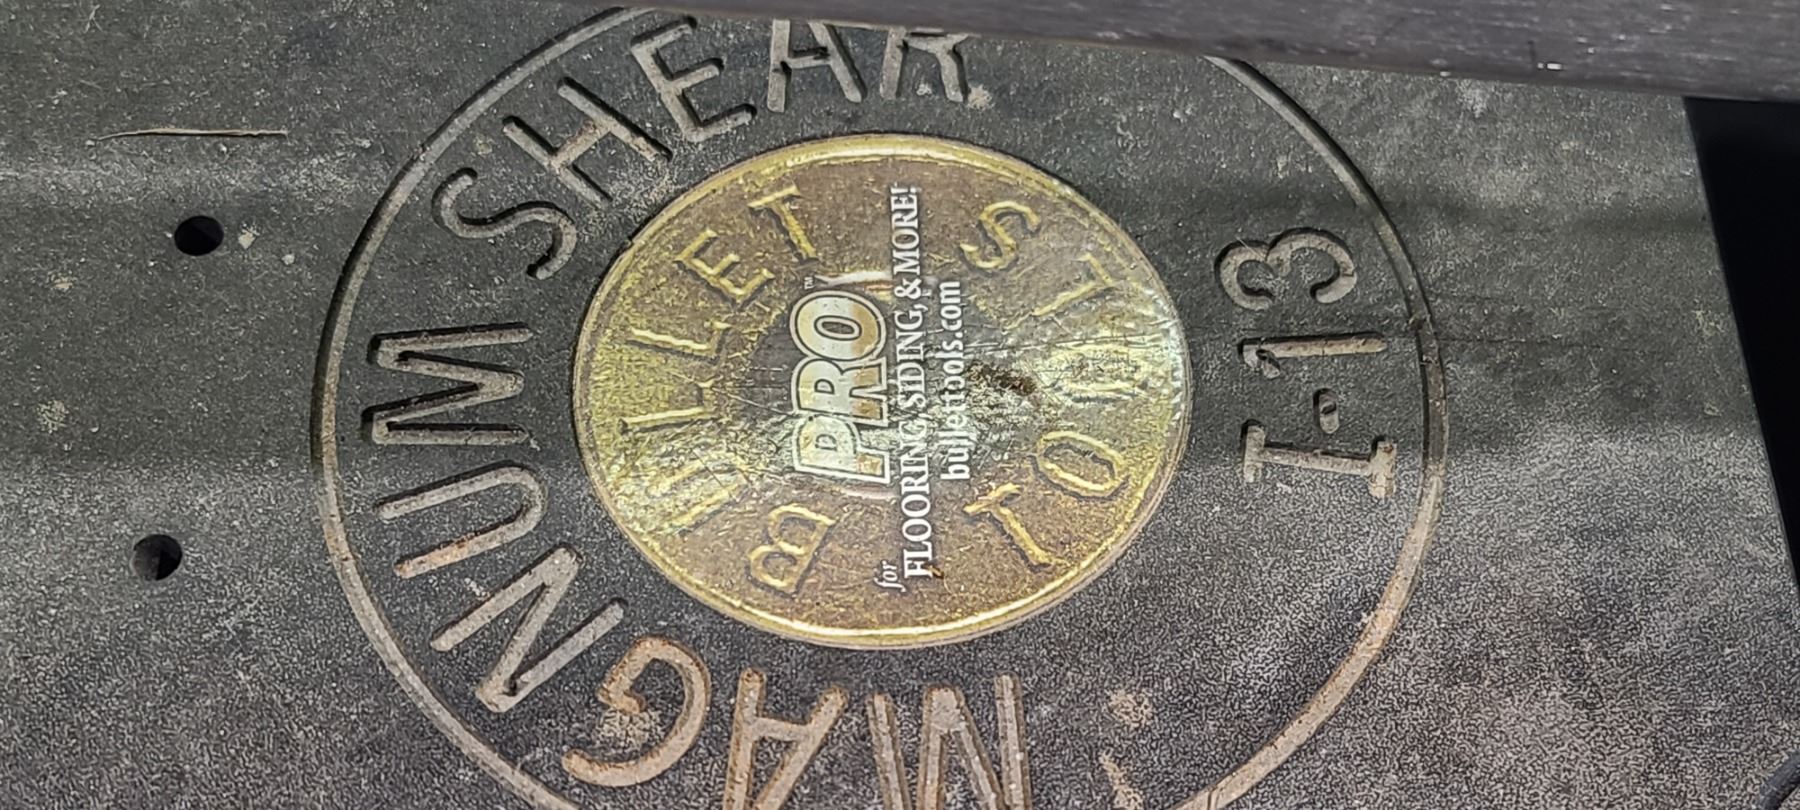 MAGNUM SHEAR
BULLET
PRO™
for
FLOORING, SIDING, & MORE!
bullettools.com
TOOLS
I-13